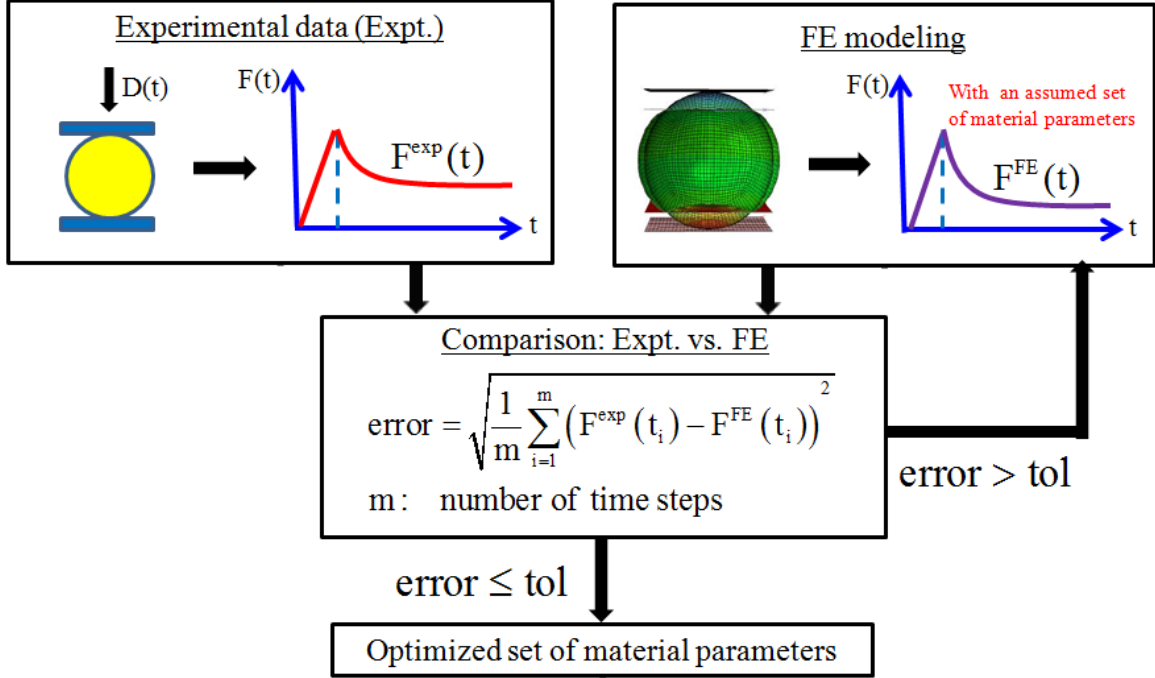 Experimental data (Expt.)
D(t)
F(t)
F^exp (t)
t
FE modeling
F(t)
With an assumed set
of material parameters
F^FE (t)
t
Comparison: Expt. vs. FE
error = √(1/m ∑_{i=1}^{m} (F^exp (t_i) − F^FE (t_i))^2)
m : number of time steps
error > tol
error ≤ tol
Optimized set of material parameters